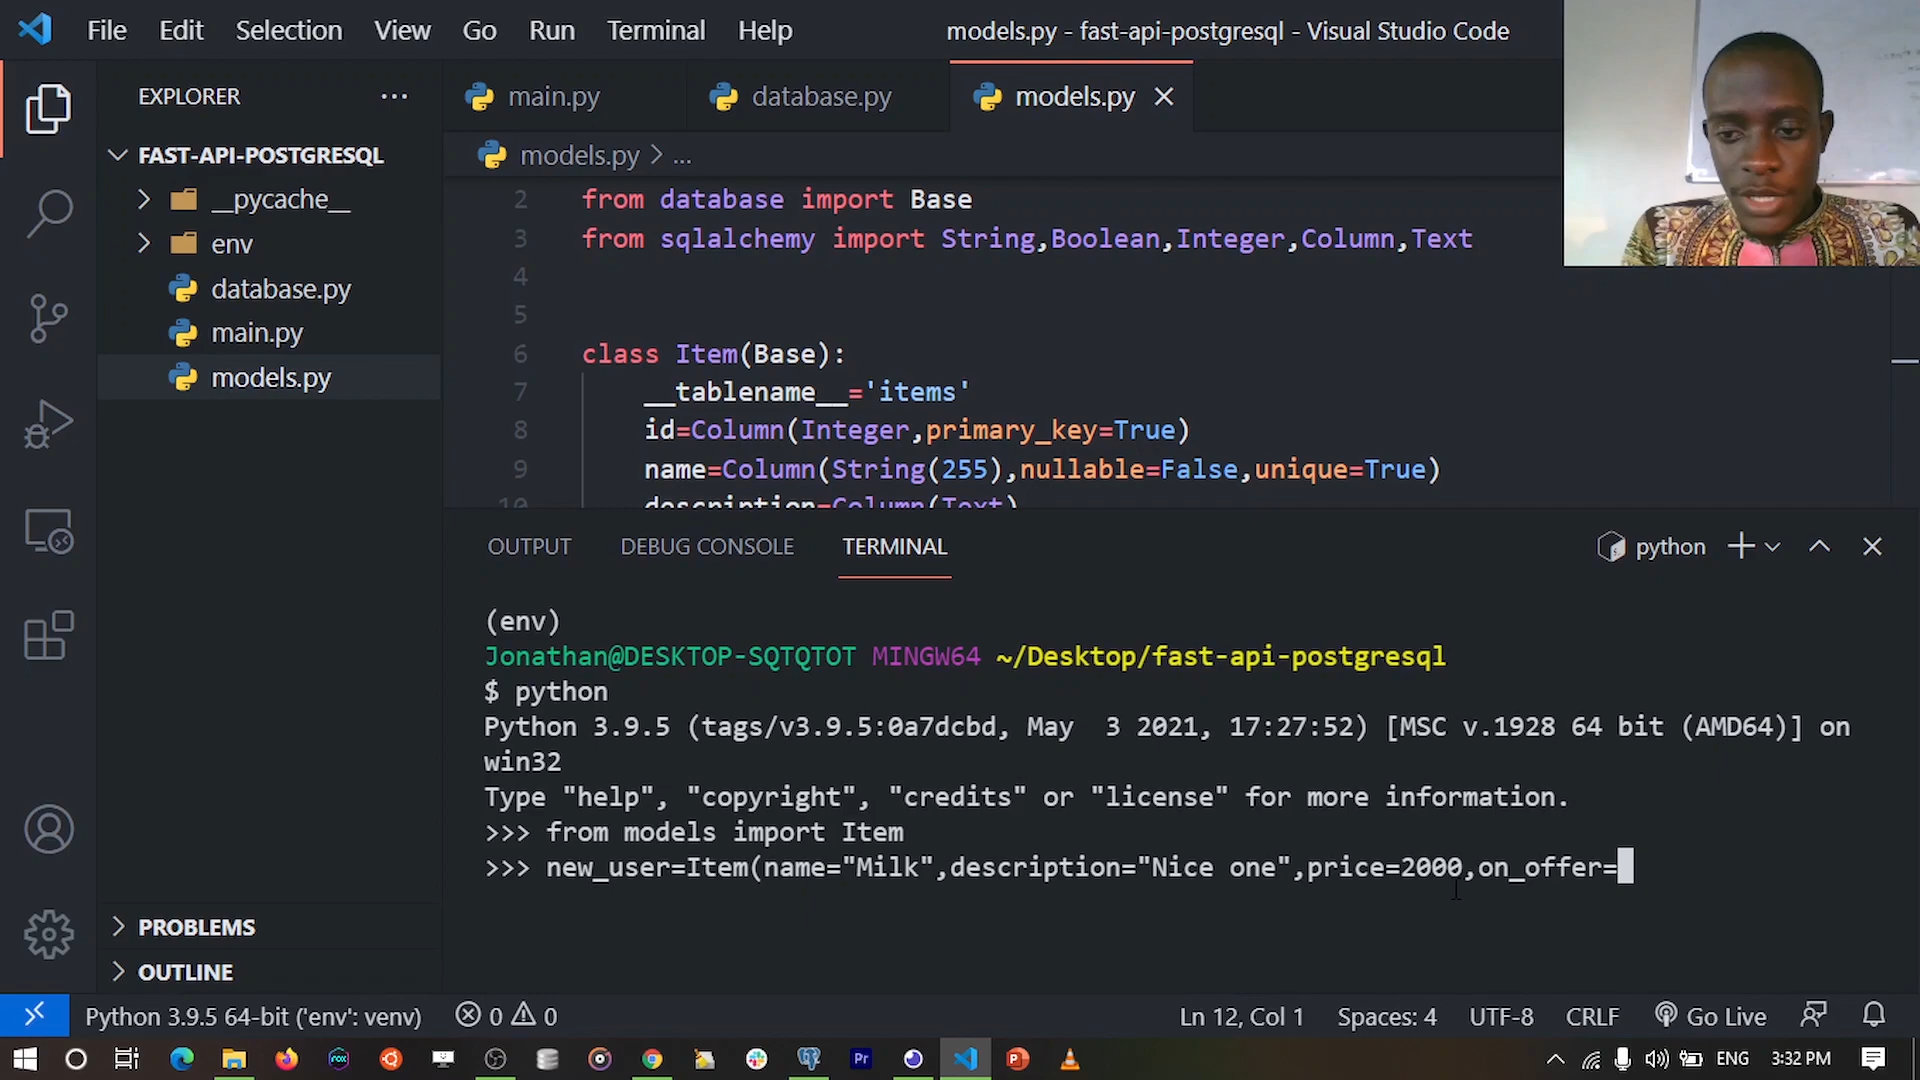 File Edit Selection View Go Run Terminal Help models.py - fast-api-postgresql - Visual Studio Code
EXPLORER ...
main.py database.py models.py
FAST-API-POSTGRESQL
models.py > ...
__pycache__
env
database.py
main.py
models.py
2 from database import Base
3 from sqlalchemy import String,Boolean,Integer,Column,Text
4
5
6 class Item(Base):
7 __tablename__='items'
8 id=Column(Integer,primary_key=True)
9 name=Column(String(255),nullable=False,unique=True)
10 description=Column(Text)
OUTPUT DEBUG CONSOLE TERMINAL python
(env)
Jonathan@DESKTOP-SQTQTOT MINGW64 ~/Desktop/fast-api-postgresql
$ python
Python 3.9.5 (tags/v3.9.5:0a7dcbd, May  3 2021, 17:27:52) [MSC v.1928 64 bit (AMD64)] on
win32
Type "help", "copyright", "credits" or "license" for more information.
>>> from models import Item
>>> new_user=Item(name="Milk",description="Nice one",price=2000,on_offer=
PROBLEMS
OUTLINE
Python 3.9.5 64-bit ('env': venv) 0 0 Ln 12, Col 1 Spaces: 4 UTF-8 CRLF Go Live
Pr ENG 3:32 PM